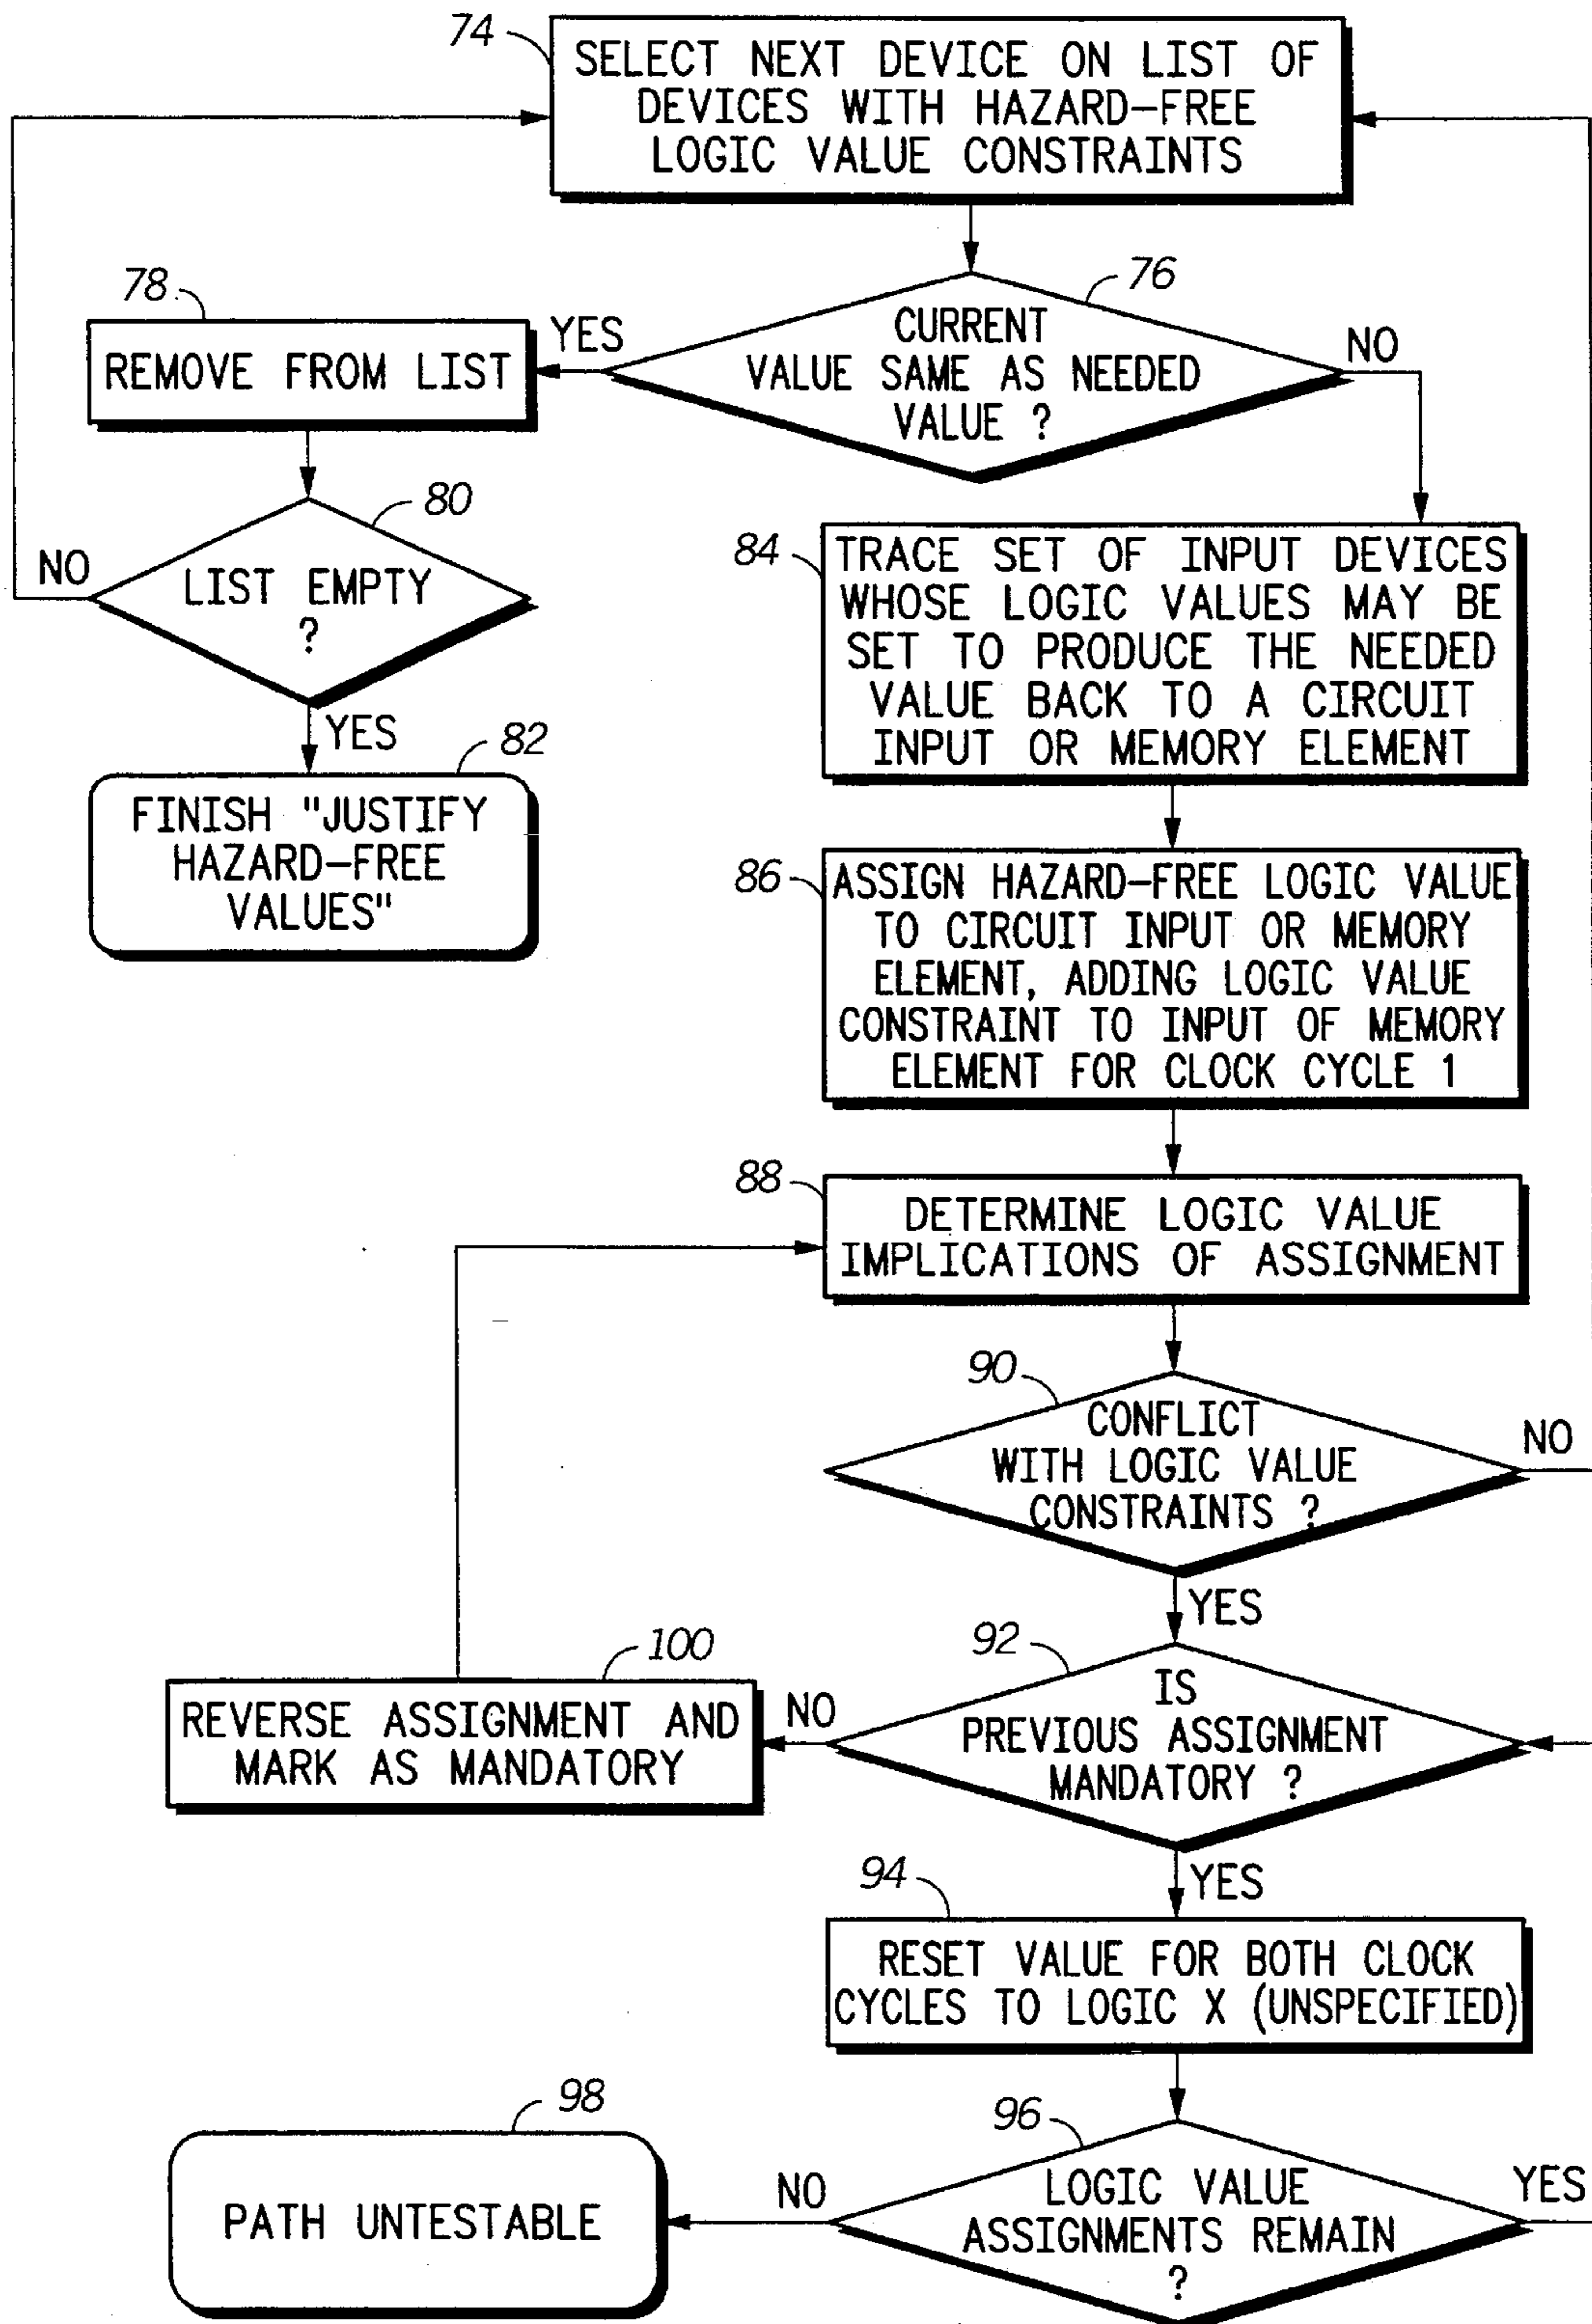 74
SELECT NEXT DEVICE ON LIST OF
DEVICES WITH HAZARD-FREE
LOGIC VALUE CONSTRAINTS
76
CURRENT
VALUE SAME AS NEEDED
VALUE ?
YES
NO
78
REMOVE FROM LIST
80
LIST EMPTY
?
NO
YES
82
FINISH "JUSTIFY
HAZARD-FREE
VALUES"
84
TRACE SET OF INPUT DEVICES
WHOSE LOGIC VALUES MAY BE
SET TO PRODUCE THE NEEDED
VALUE BACK TO A CIRCUIT
INPUT OR MEMORY ELEMENT
86
ASSIGN HAZARD-FREE LOGIC VALUE
TO CIRCUIT INPUT OR MEMORY
ELEMENT, ADDING LOGIC VALUE
CONSTRAINT TO INPUT OF MEMORY
ELEMENT FOR CLOCK CYCLE 1
88
DETERMINE LOGIC VALUE
IMPLICATIONS OF ASSIGNMENT
90
CONFLICT
WITH LOGIC VALUE
CONSTRAINTS ?
NO
YES
92
IS
PREVIOUS ASSIGNMENT
MANDATORY ?
NO
100
REVERSE ASSIGNMENT AND
MARK AS MANDATORY
YES
94
RESET VALUE FOR BOTH CLOCK
CYCLES TO LOGIC X (UNSPECIFIED)
96
LOGIC VALUE
ASSIGNMENTS REMAIN
?
YES
NO
98
PATH UNTESTABLE